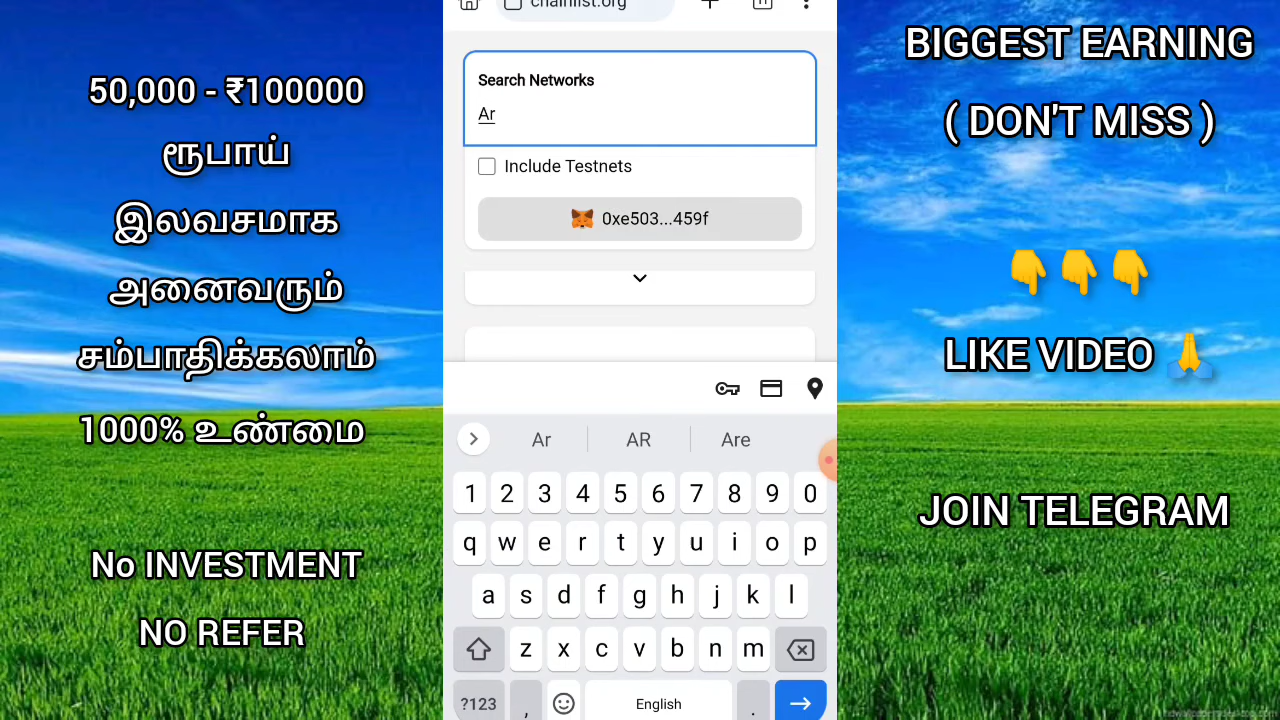 50,000 - ₹100000
ரூபாய்
இலவசமாக
அனைவரும்
சம்பாதிக்கலாம்
1000% உண்மை
No INVESTMENT
NO REFER
chainlist.org
Search Networks
Ar
Include Testnets
0xe503...459f
Ar AR Are
1 2 3 4 5 6 7 8 9 0
q w e r t y u i o p
a s d f g h j k l
z x c v b n m
?123 , English .
BIGGEST EARNING
( DON'T MISS )
👇👇👇
LIKE VIDEO 🙏
JOIN TELEGRAM